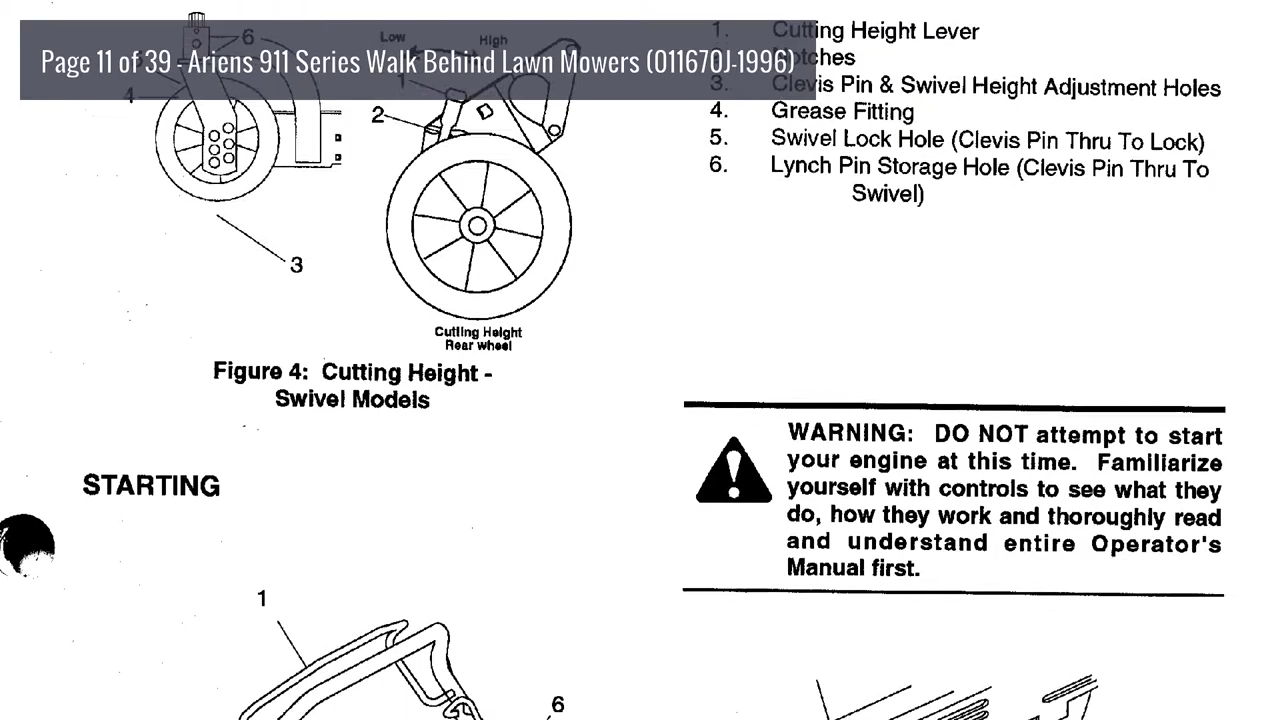 Page 11 of 39 - Ariens 911 Series Walk Behind Lawn Mowers (011670J-1996)
6
Low
High
1
4
2
3
Cutting Height
Rear wheel
Figure 4: Cutting Height -
Swivel Models
STARTING
1
6
1. Cutting Height Lever
Notches
3. Clevis Pin & Swivel Height Adjustment Holes
4. Grease Fitting
5. Swivel Lock Hole (Clevis Pin Thru To Lock)
6. Lynch Pin Storage Hole (Clevis Pin Thru To
Swivel)
WARNING: DO NOT attempt to start
your engine at this time. Familiarize
yourself with controls to see what they
do, how they work and thoroughly read
and understand entire Operator's
Manual first.